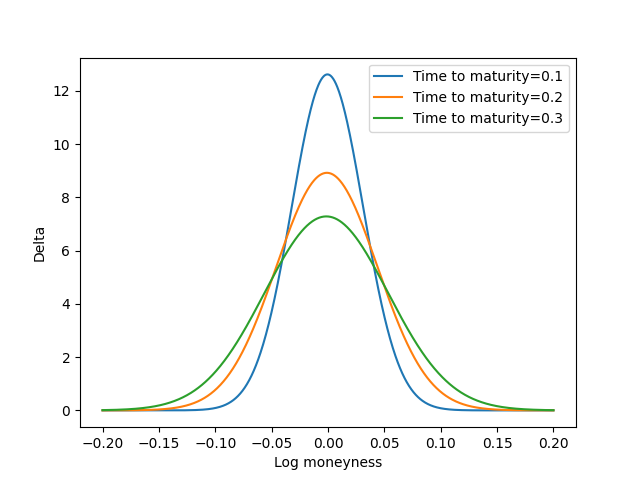 Time to maturity=0.1
Time to maturity=0.2
Time to maturity=0.3
12
10
8
6
4
2
0
Delta
−0.20 −0.15 −0.10 −0.05 0.00 0.05 0.10 0.15 0.20
Log moneyness